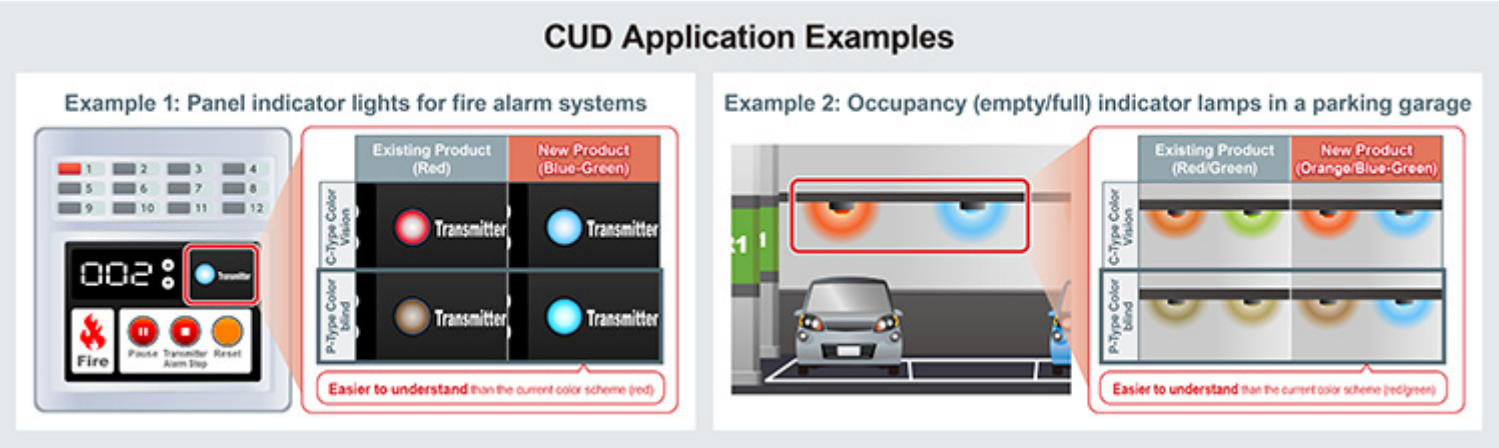 CUD Application Examples
Example 1: Panel indicator lights for fire alarm systems
1 2 3 4
5 6 7 8
9 10 11 12
002
Transmitter
Fire
Pause
Transmitter
Alarm Stop
Reset
Existing Product
(Red)
New Product
(Blue-Green)
C-Type Color
Vision
Transmitter
Transmitter
P-Type Color
blind
Transmitter
Transmitter
Easier to understand than the current color scheme (red)
Example 2: Occupancy (empty/full) indicator lamps in a parking garage
1
Existing Product
(Red/Green)
New Product
(Orange/Blue-Green)
C-Type Color
Vision
P-Type Color
blind
Easier to understand than the current color scheme (red/green)